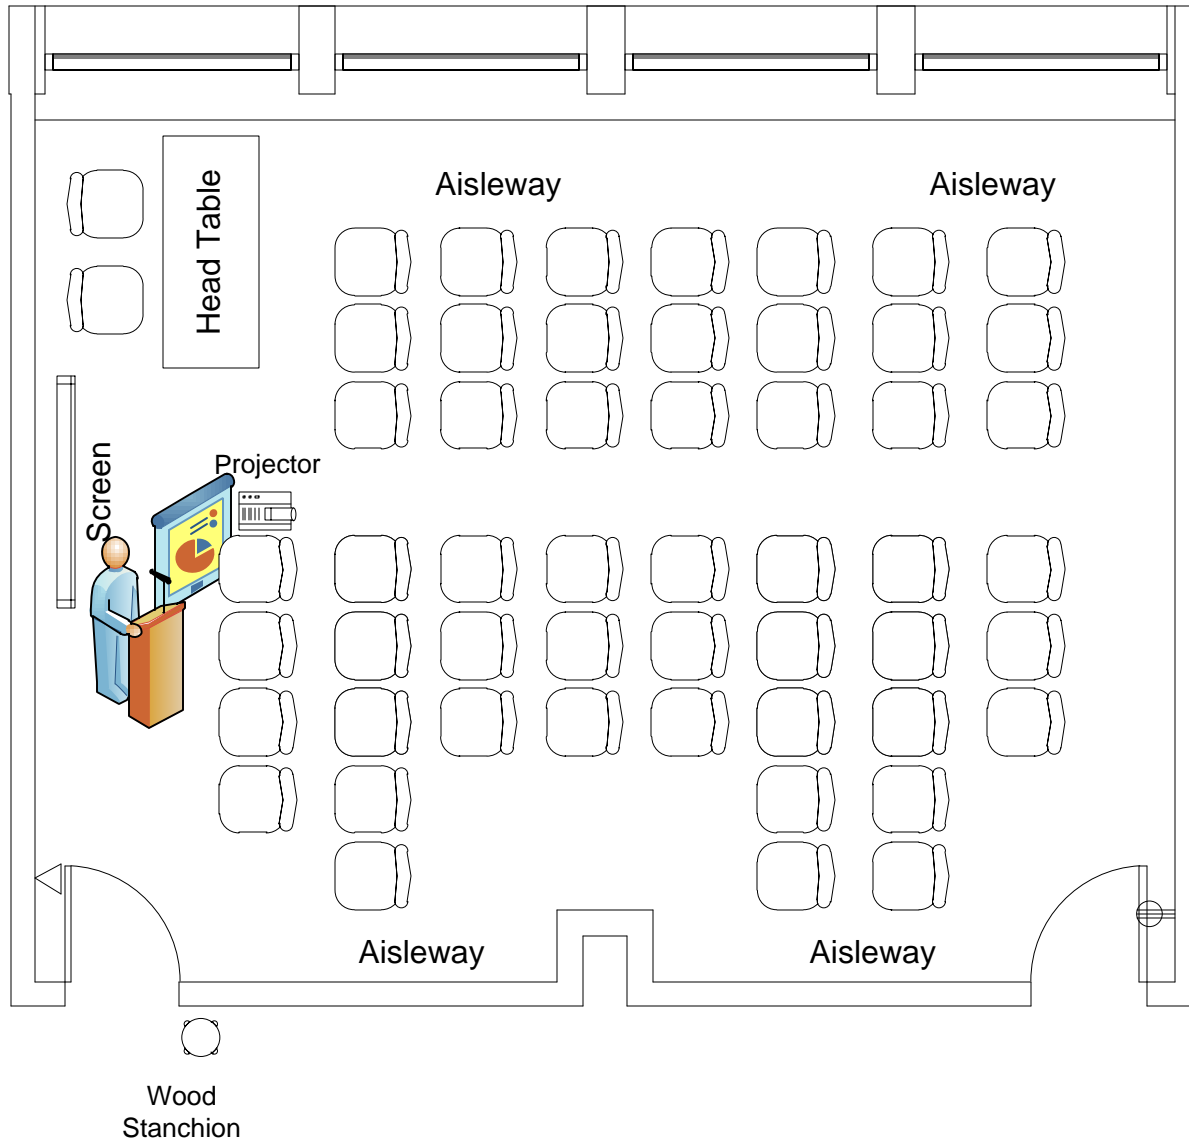 Aisleway
Aisleway
Head Table
Projector
Screen
Aisleway
Aisleway
Wood
Stanchion